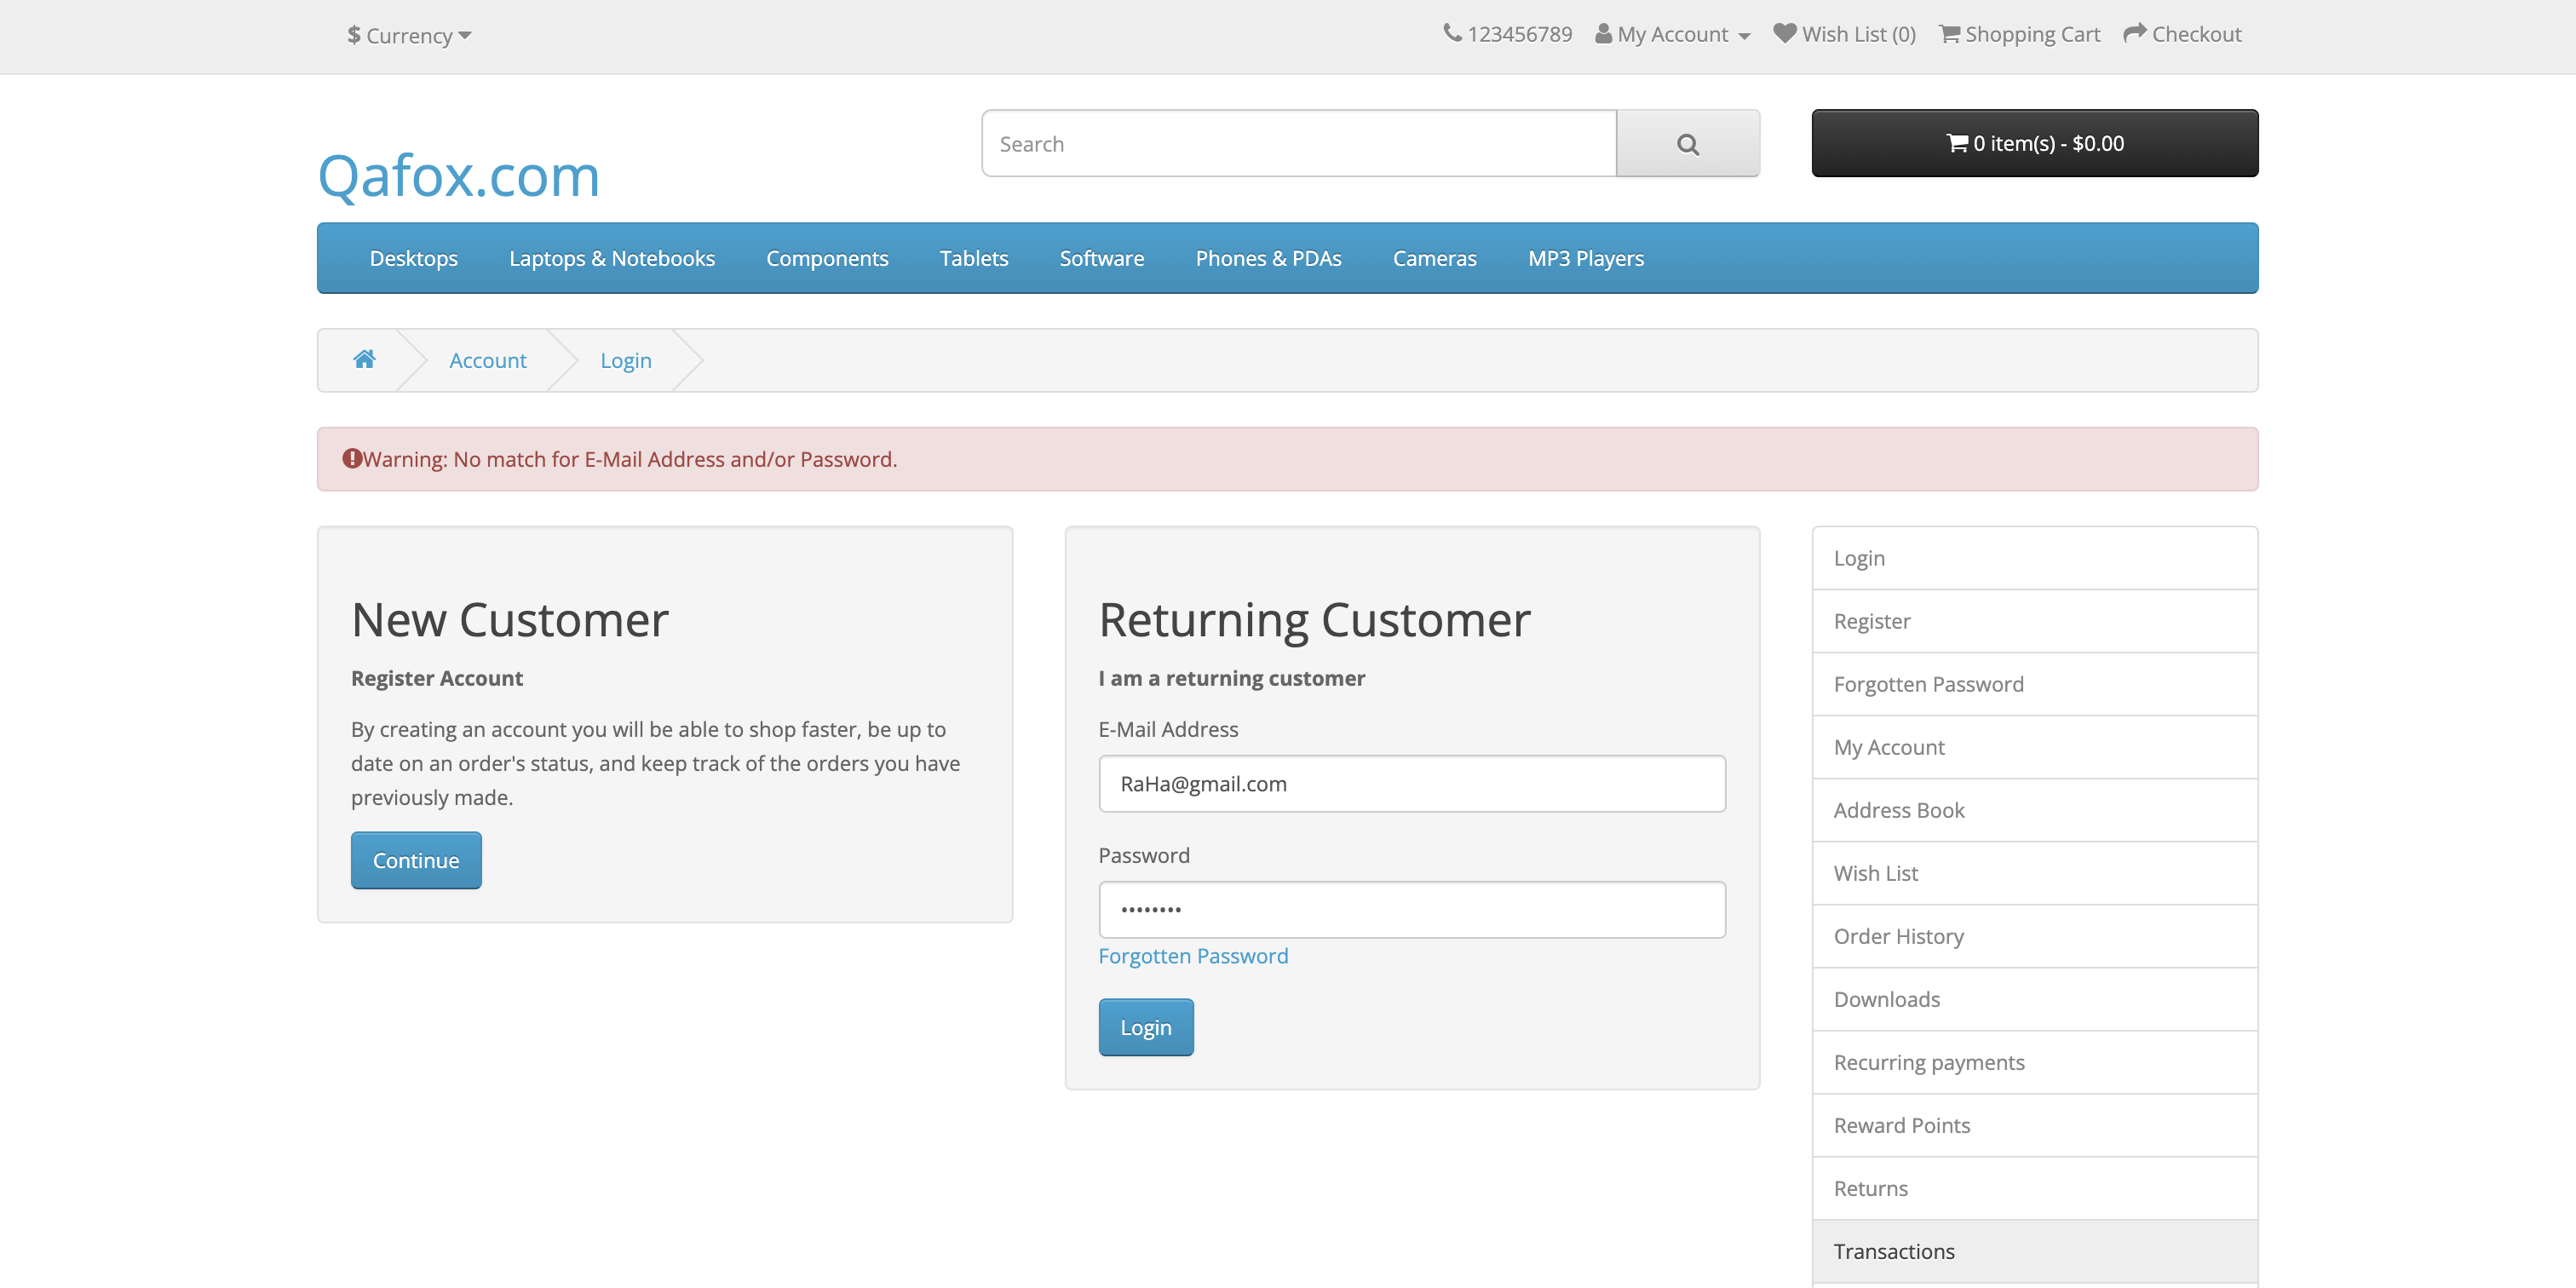 $ Currency
123456789 My Account Wish List (0) Shopping Cart Checkout
Search
0 item(s) - $0.00
Qafox.com
Desktops Laptops & Notebooks Components Tablets Software Phones & PDAs Cameras MP3 Players
Account Login
Warning: No match for E-Mail Address and/or Password.
New Customer
Register Account
By creating an account you will be able to shop faster, be up to
date on an order's status, and keep track of the orders you have
previously made.
Continue
Returning Customer
I am a returning customer
E-Mail Address
RaHa@gmail.com
Password
••••••••
Forgotten Password
Login
Login
Register
Forgotten Password
My Account
Address Book
Wish List
Order History
Downloads
Recurring payments
Reward Points
Returns
Transactions